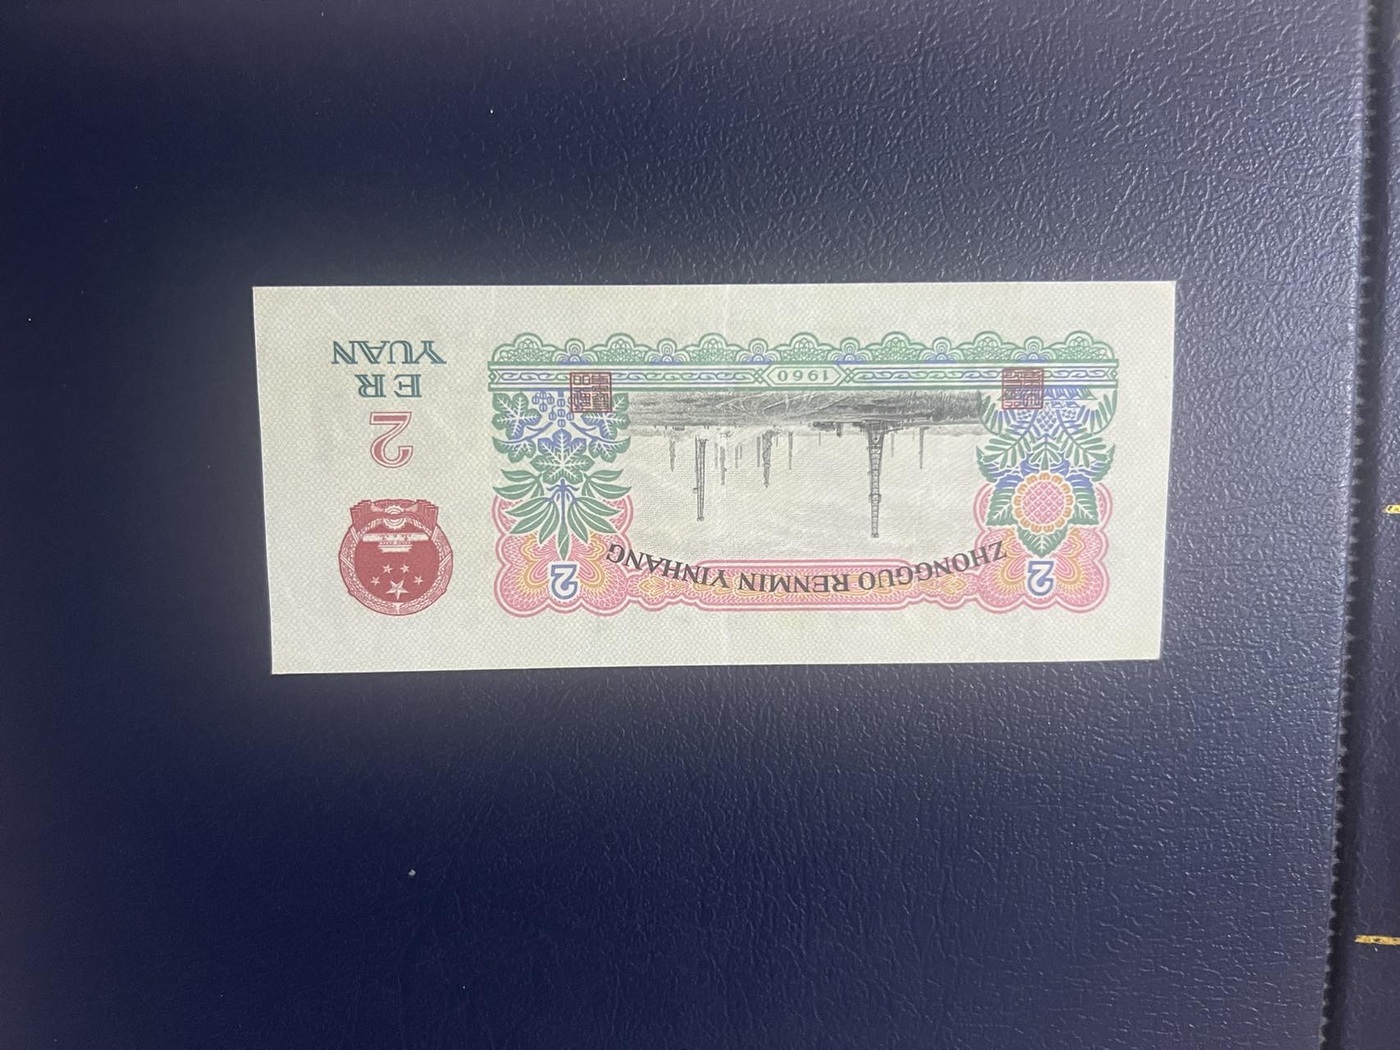 ZHONGGUO RENMIN YINHANG
2
2
1960
2
ER
YUAN